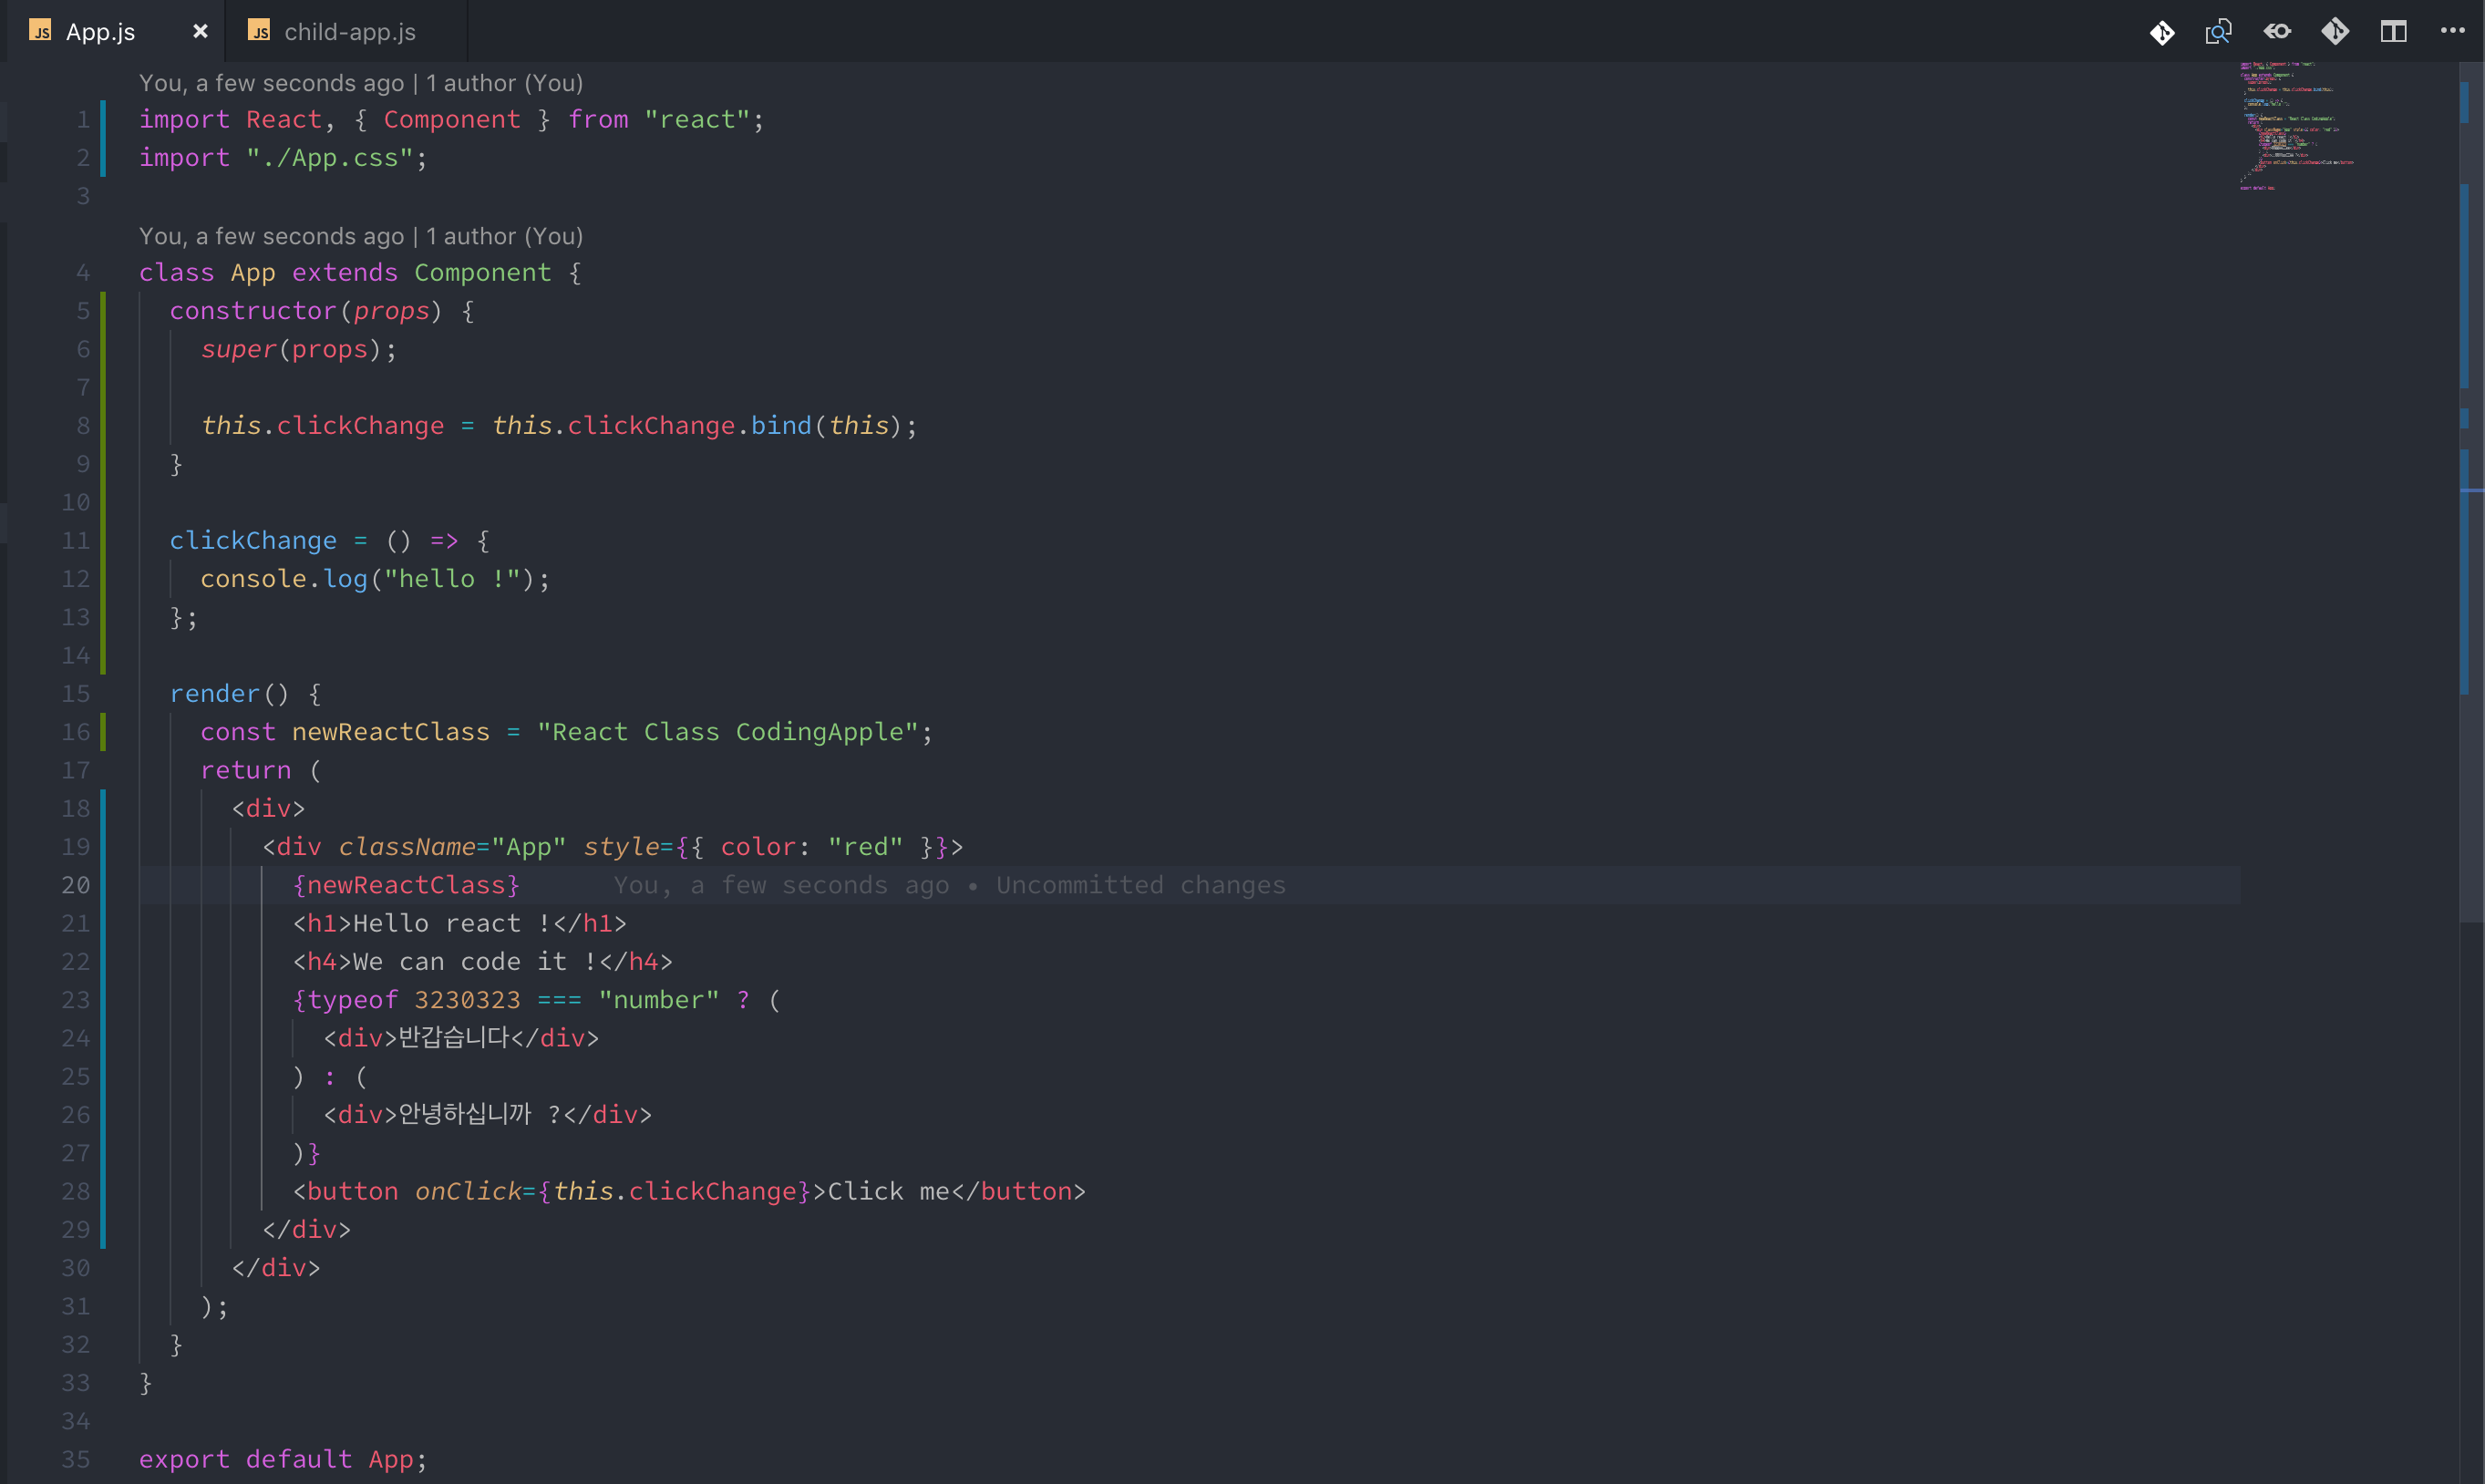 App.js
child-app.js
You, a few seconds ago | 1 author (You)
1 import React, { Component } from "react";
2 import "./App.css";
3
You, a few seconds ago | 1 author (You)
4 class App extends Component {
5   constructor(props) {
6     super(props);
7
8     this.clickChange = this.clickChange.bind(this);
9   }
10
11   clickChange = () => {
12     console.log("hello !");
13   };
14
15   render() {
16     const newReactClass = "React Class CodingApple";
17     return (
18       <div>
19         <div className="App" style={{ color: "red" }}>
20           {newReactClass}      You, a few seconds ago • Uncommitted changes
21           <h1>Hello react !</h1>
22           <h4>We can code it !</h4>
23           {typeof 3230323 === "number" ? (
24             <div>반갑습니다</div>
25           ) : (
26             <div>안녕하십니까 ?</div>
27           )}
28           <button onClick={this.clickChange}>Click me</button>
29         </div>
30       </div>
31     );
32   }
33 }
34
35 export default App;